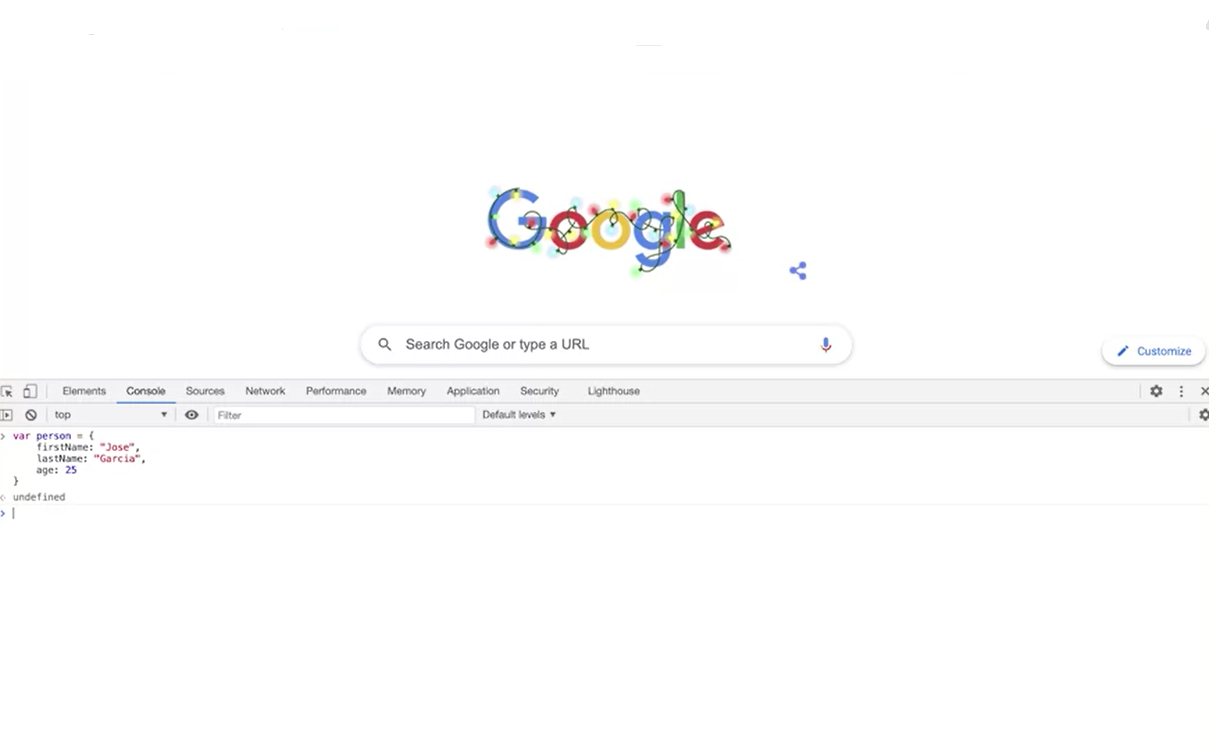 Google
Search Google or type a URL
Customize
Elements Console Sources Network Performance Memory Application Security Lighthouse
top Filter Default levels
var person = {
    firstName: "Jose",
    lastName: "Garcia",
    age: 25
}
undefined